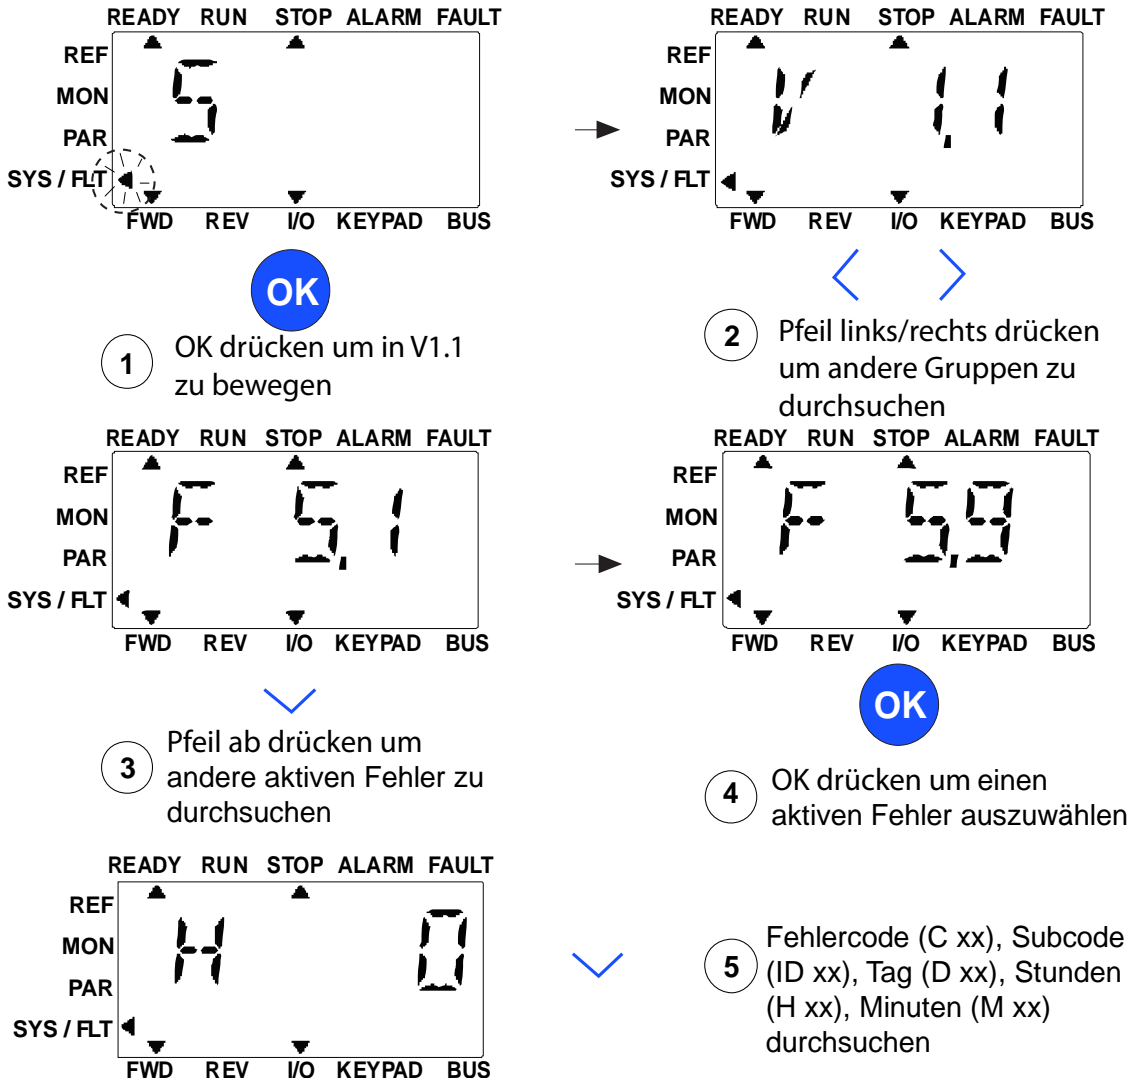 READY RUN STOP ALARM FAULT
REF
MON
PAR
SYS / FLT
S
FWD REV I/O KEYPAD BUS
READY RUN STOP ALARM FAULT
REF
MON
PAR
SYS / FLT
V 1,1
FWD REV I/O KEYPAD BUS
OK
1
OK drücken um in V1.1
zu bewegen
2
Pfeil links/rechts drücken
um andere Gruppen zu
durchsuchen
READY RUN STOP ALARM FAULT
REF
MON
PAR
SYS / FLT
F 5,1
FWD REV I/O KEYPAD BUS
READY RUN STOP ALARM FAULT
REF
MON
PAR
SYS / FLT
F 5,9
FWD REV I/O KEYPAD BUS
3
Pfeil ab drücken um
andere aktiven Fehler zu
durchsuchen
OK
4
OK drücken um einen
aktiven Fehler auszuwählen
READY RUN STOP ALARM FAULT
REF
MON
PAR
SYS / FLT
H 0
FWD REV I/O KEYPAD BUS
5
Fehlercode (C xx), Subcode
(ID xx), Tag (D xx), Stunden
(H xx), Minuten (M xx)
durchsuchen